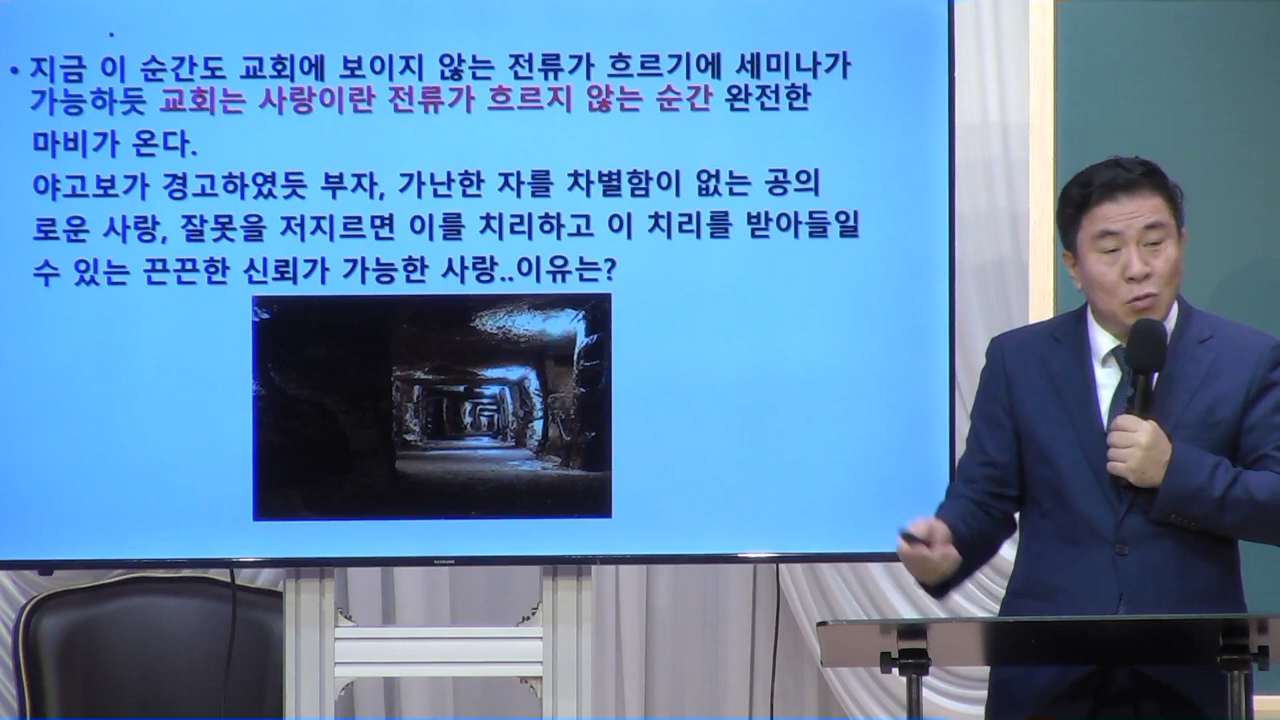 • 지금 이 순간도 교회에 보이지 않는 전류가 흐르기에 세미나가
가능하듯 교회는 사랑이란 전류가 흐르지 않는 순간 완전한
마비가 온다.
야고보가 경고하였듯 부자, 가난한 자를 차별함이 없는 공의
로운 사랑, 잘못을 저지르면 이를 치리하고 이 치리를 받아들일
수 있는 끈끈한 신뢰가 가능한 사랑..이유는?
SAMSUNG